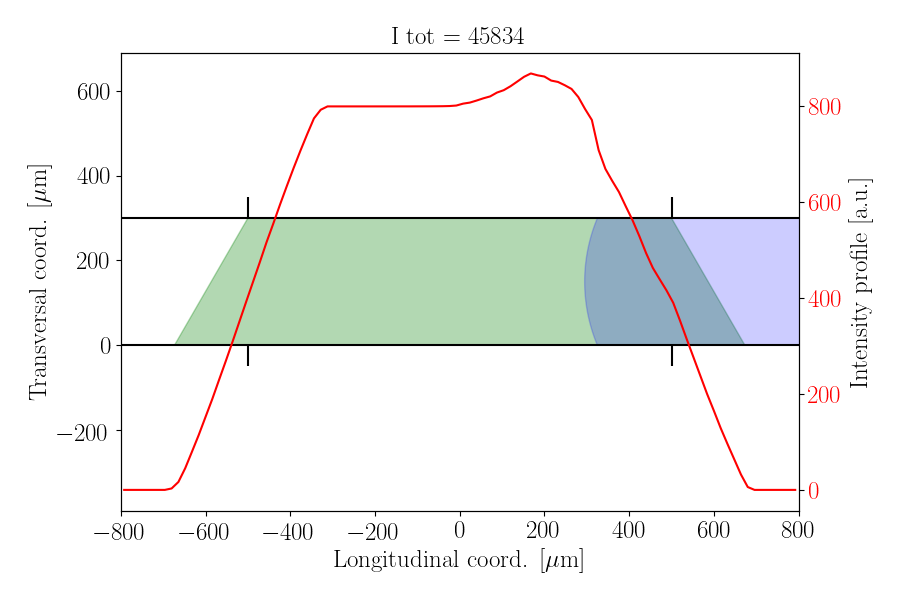 I tot = 45834
600
400
200
0
−200
Transversal coord. [μm]
800
600
400
200
0
Intensity profile [a.u.]
−800 −600 −400 −200 0 200 400 600 800
Longitudinal coord. [μm]